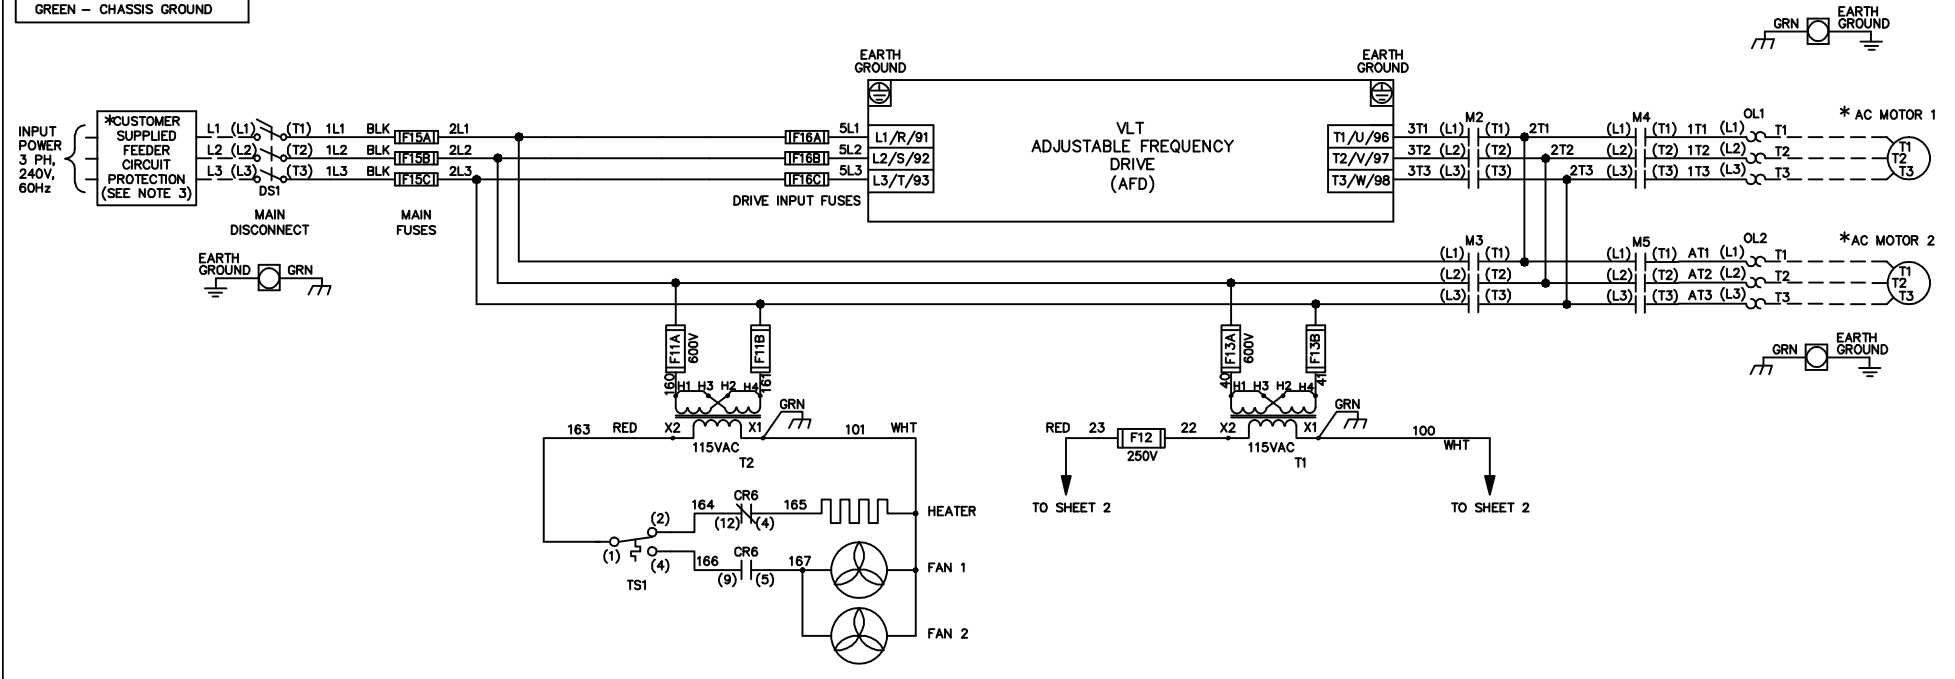 GREEN – CHASSIS GROUND
EARTH
GROUND
GRN
EARTH
GROUND
EARTH
GROUND
INPUT
POWER
3 PH,
240V,
60Hz
*CUSTOMER
SUPPLIED
FEEDER
CIRCUIT
PROTECTION
(SEE NOTE 3)
L1 (L1) (T1) 1L1 BLK F15A 2L1
L2 (L2) (T2) 1L2 BLK F15B 2L2
L3 (L3) (T3) 1L3 BLK F15C 2L3
DS1
MAIN
DISCONNECT
MAIN
FUSES
F16A 5L1 L1/R/91
F16B 5L2 L2/S/92
F16C 5L3 L3/T/93
DRIVE INPUT FUSES
VLT
ADJUSTABLE FREQUENCY
DRIVE
(AFD)
M2 M4 OL1 * AC MOTOR 1
T1/U/96 3T1 (L1) (T1) 2T1 (L1) (T1) 1T1 (L1) T1
T2/V/97 3T2 (L2) (T2) 2T2 (L2) (T2) 1T2 (L2) T2
T3/W/98 3T3 (L3) (T3) 2T3 (L3) (T3) 1T3 (L3) T3
T1
T2
T3
EARTH
GROUND
GRN
M3 M5 OL2 *AC MOTOR 2
(L1) (T1) (L1) (T1) AT1 (L1) T1
(L2) (T2) (L2) (T2) AT2 (L2) T2
(L3) (T3) (L3) (T3) AT3 (L3) T3
T1
T2
T3
GRN
EARTH
GROUND
F11A
600V
F11B
160
161
H1 H3 H2 H4
GRN
163 RED X2 X1 101 WHT
115VAC
T2
F13A
600V
F13B
40
41
H1 H3 H2 H4
GRN
RED 23 F12 22 X2 X1 100
WHT
250V
115VAC
T1
TO SHEET 2
TO SHEET 2
CR6
164 165
(12) (4)
HEATER
(2)
(1)
(4)
TS1
CR6
166 167
(9) (5)
FAN 1
FAN 2